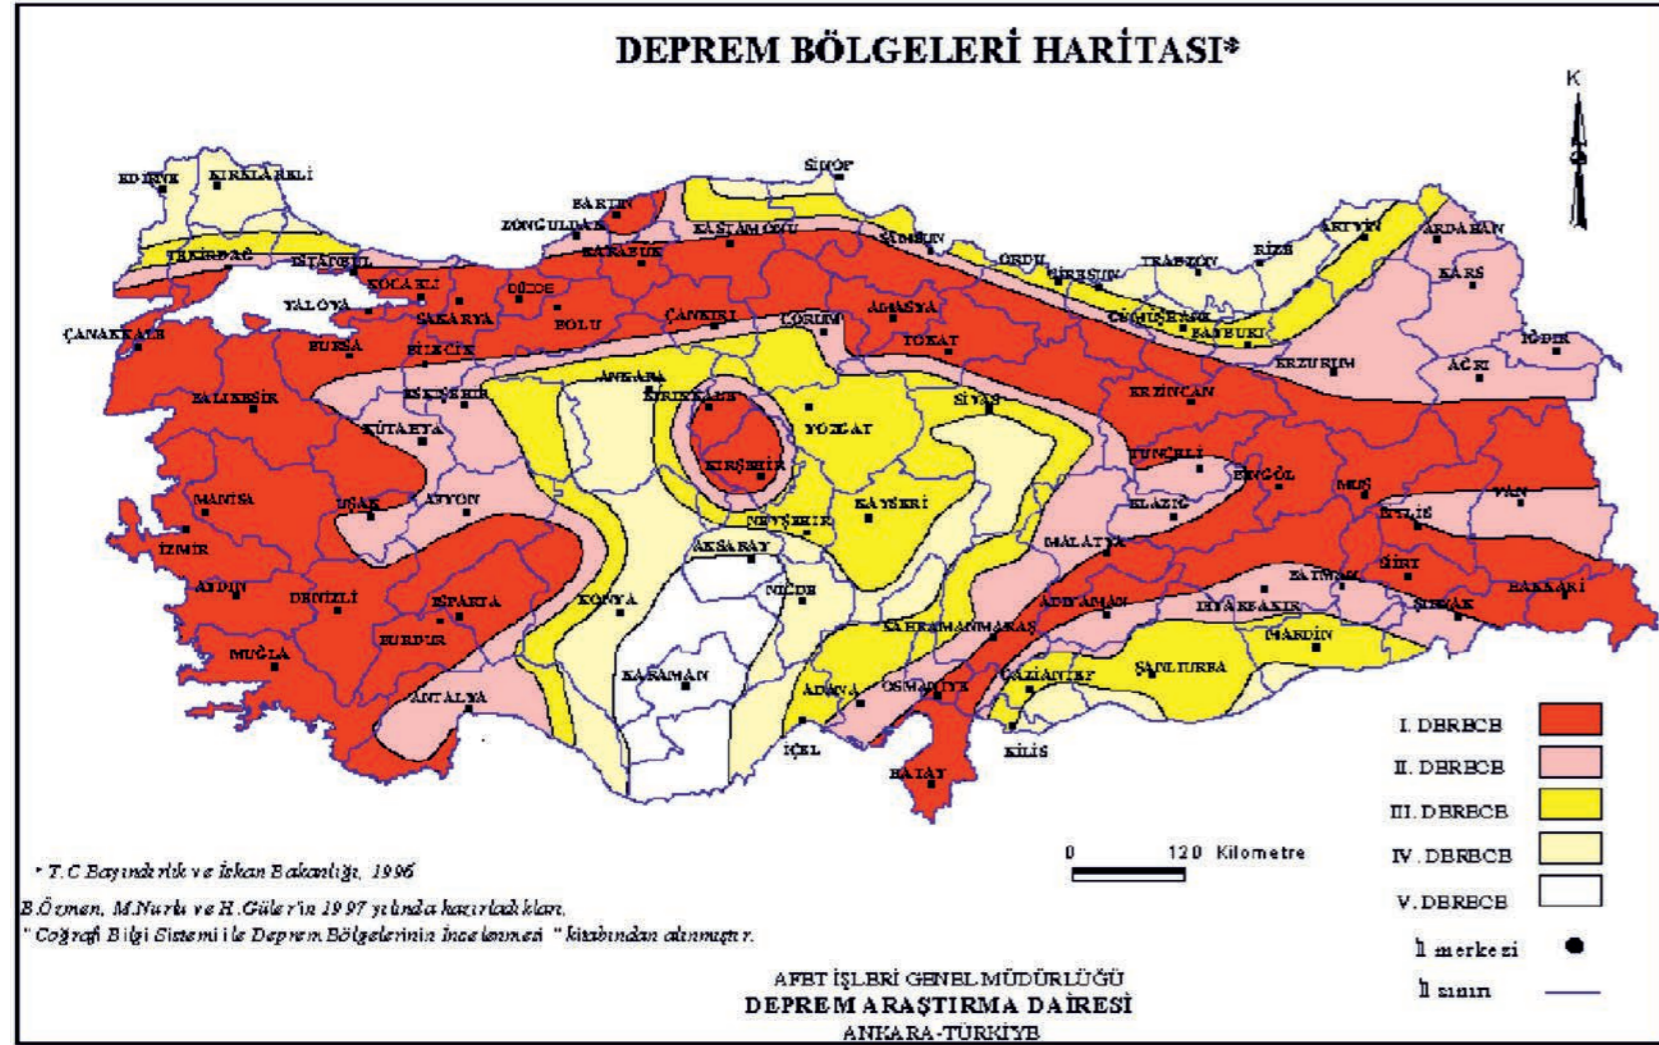 DEPREM BÖLGELERİ HARİTASI*
K
SİNOP
EDİRNE
KIRKLARELİ
BARTIN
ZONGULDAK
KASTAMONU
SAMSUN
ORDU
GİRESUN
TRABZON
RİZE
ARTVİN
ARDAHAN
TEKİRDAĞ
İSTANBUL
KARABÜK
KARS
KOCAELİ
DÜZCE
YALOVA
SAKARYA
BOLU
ÇANKIRI
ÇORUM
AMASYA
GÜMÜŞHANE
BAYBURT
ÇANAKKALE
BURSA
BİLECİK
TOKAT
ERZURUM
IĞDIR
AĞRI
ANKARA
BALIKESİR
ESKİŞEHİR
KIRIKKALE
SİVAS
ERZİNCAN
KÜTAHYA
YOZGAT
TUNCELİ
KIRŞEHİR
BİNGÖL
MUŞ
MANİSA
UŞAK
AFYON
KAYSERİ
ELAZIĞ
VAN
NEVŞEHİR
BİTLİS
İZMİR
AKSARAY
MALATYA
SİİRT
AYDIN
DENİZLİ
ISPARTA
KONYA
NİĞDE
ADIYAMAN
DİYARBAKIR
BATMAN
ŞIRNAK
HAKKARİ
BURDUR
KAHRAMANMARAŞ
MARDİN
MUĞLA
KARAMAN
GAZİANTEP
ŞANLIURFA
ANTALYA
ADANA
OSMANİYE
İÇEL
KİLİS
HATAY
I. DERECE
II. DERECE
III. DERECE
IV. DERECE
V. DERECE
İl merkezi
İl sınırı
0 120 Kilometre
* T.C Bayındırlık ve İskan Bakanlığı, 1996
B.Özmen, M.Nurlu ve H.Güler'in 1997 yılında hazırladıkları,
" Coğrafi Bilgi Sistemi ile Deprem Bölgelerinin İncelenmesi " kitabından alınmıştır.
AFET İŞLERİ GENEL MÜDÜRLÜĞÜ
DEPREM ARAŞTIRMA DAİRESİ
ANKARA-TÜRKİYE